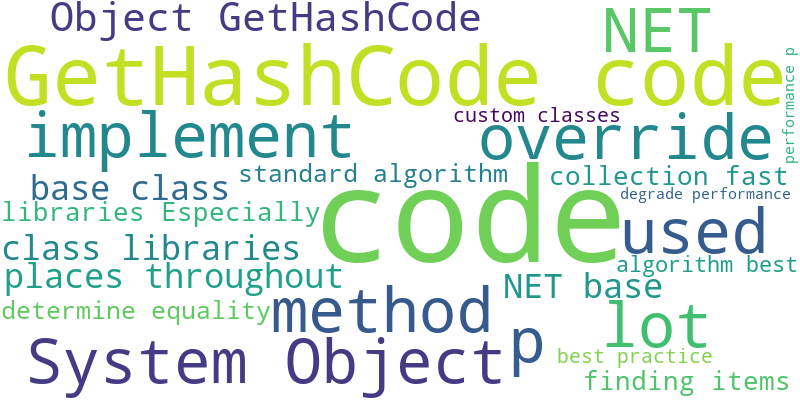 Object GetHashCode
NET
GetHashCode code
performance p
custom classes
implement
override
standard algorithm
collection fast
base class
degrade performance
libraries Especially
code
used
class libraries
algorithm best
places throughout
NET base
determine equality
method
lot
p
System Object
best practice
finding items